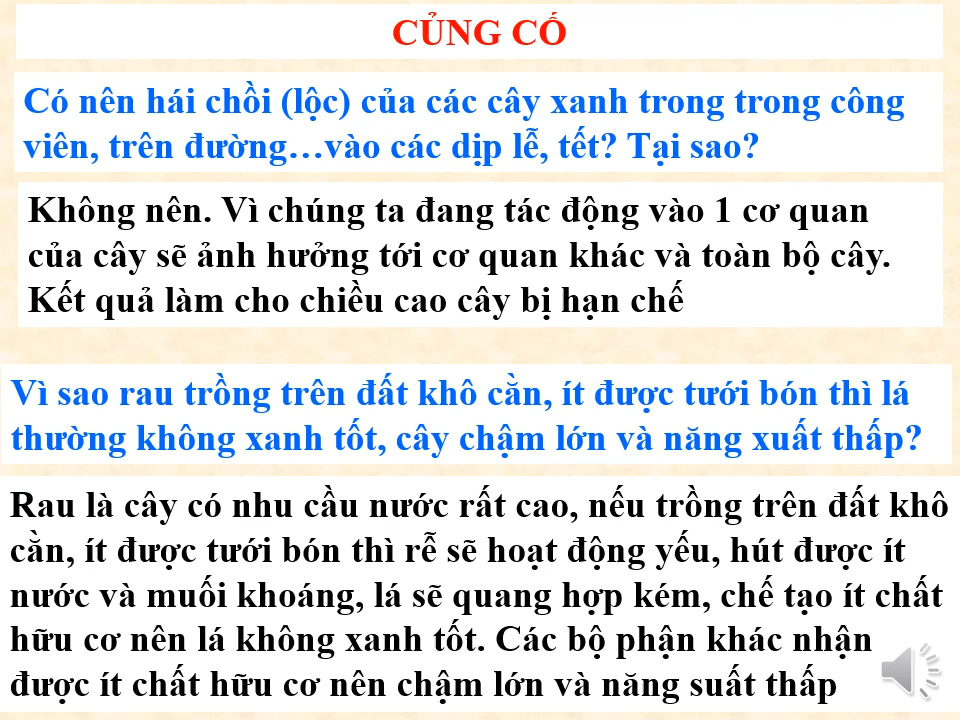 CỦNG CỐ
Có nên hái chồi (lộc) của các cây xanh trong trong công
viên, trên đường…vào các dịp lễ, tết? Tại sao?
Không nên. Vì chúng ta đang tác động vào 1 cơ quan
của cây sẽ ảnh hưởng tới cơ quan khác và toàn bộ cây.
Kết quả làm cho chiều cao cây bị hạn chế
Vì sao rau trồng trên đất khô cằn, ít được tưới bón thì lá
thường không xanh tốt, cây chậm lớn và năng xuất thấp?
Rau là cây có nhu cầu nước rất cao, nếu trồng trên đất khô
cằn, ít được tưới bón thì rễ sẽ hoạt động yếu, hút được ít
nước và muối khoáng, lá sẽ quang hợp kém, chế tạo ít chất
hữu cơ nên lá không xanh tốt. Các bộ phận khác nhận
được ít chất hữu cơ nên chậm lớn và năng suất thấp